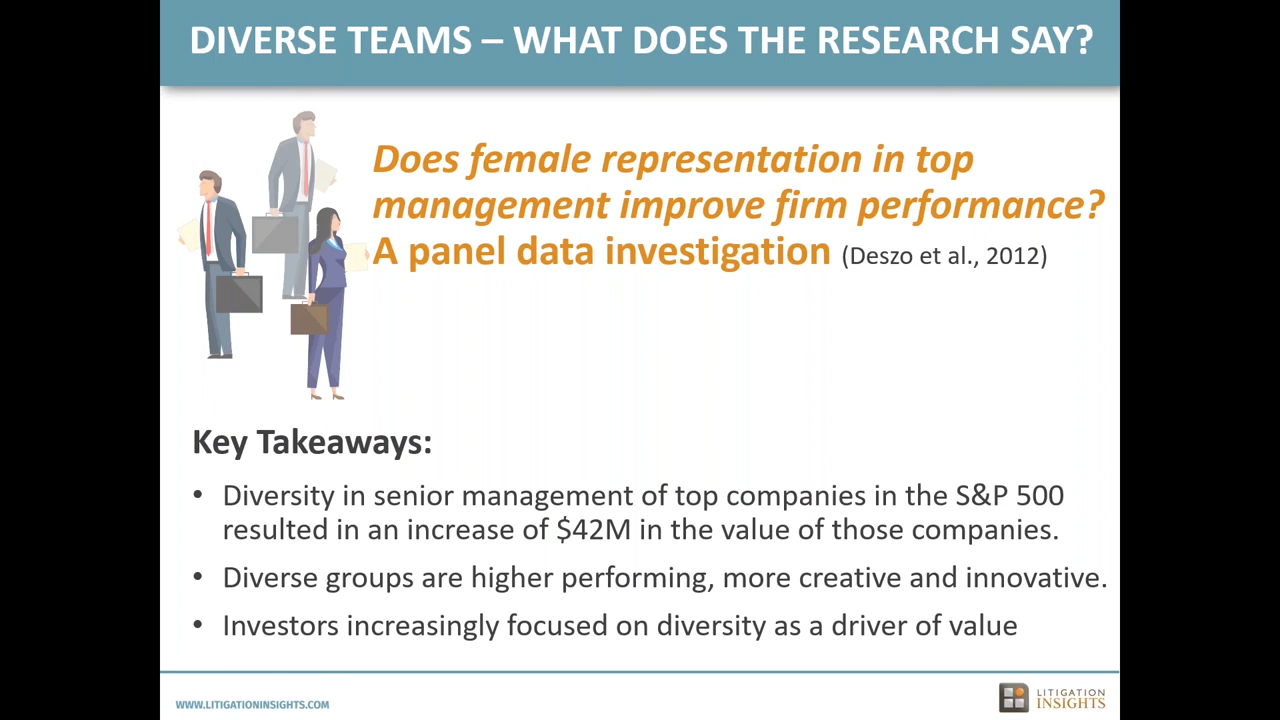 DIVERSE TEAMS – WHAT DOES THE RESEARCH SAY?
Does female representation in top
management improve firm performance?
A panel data investigation (Deszo et al., 2012)
Key Takeaways:
• Diversity in senior management of top companies in the S&P 500
resulted in an increase of $42M in the value of those companies.
• Diverse groups are higher performing, more creative and innovative.
• Investors increasingly focused on diversity as a driver of value
WWW.LITIGATIONINSIGHTS.COM
LITIGATION
INSIGHTS